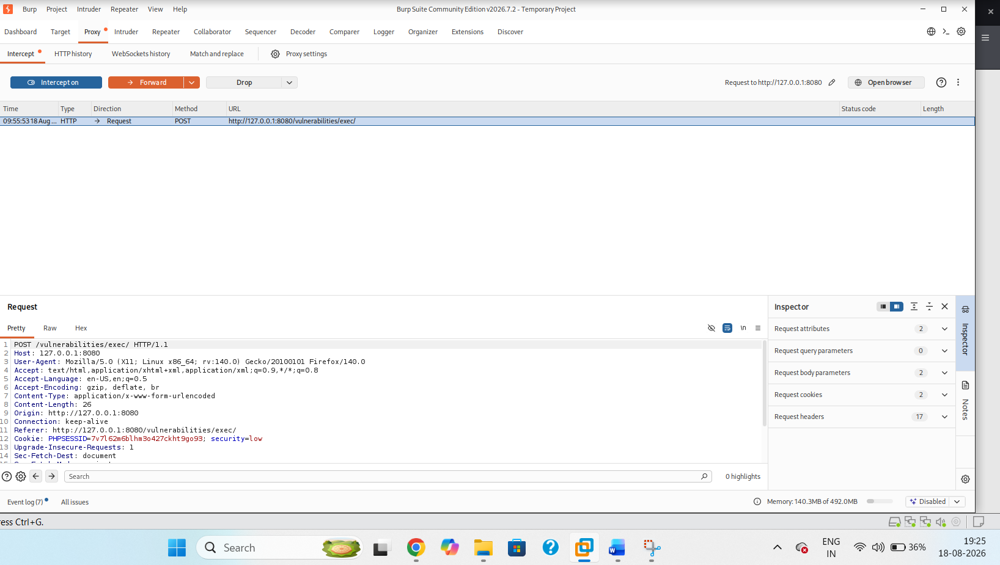 Burp Project Intruder Repeater View Help Burp Suite Community Edition v2026.7.2 - Temporary Project
Dashboard Target Proxy Intruder Repeater Collaborator Sequencer Decoder Comparer Logger Organizer Extensions Discover
Intercept HTTP history WebSockets history Match and replace Proxy settings
Intercept on Forward Drop Request to http://127.0.0.1:8080 Open browser
Time Type Direction Method URL Status code Length
09:55:53 18 Aug ... HTTP Request POST http://127.0.0.1:8080/vulnerabilities/exec/
Request
Pretty Raw Hex \n
1 POST /vulnerabilities/exec/ HTTP/1.1
2 Host: 127.0.0.1:8080
3 User-Agent: Mozilla/5.0 (X11; Linux x86_64; rv:140.0) Gecko/20100101 Firefox/140.0
4 Accept: text/html,application/xhtml+xml,application/xml;q=0.9,*/*;q=0.8
5 Accept-Language: en-US,en;q=0.5
6 Accept-Encoding: gzip, deflate, br
7 Content-Type: application/x-www-form-urlencoded
8 Content-Length: 26
9 Origin: http://127.0.0.1:8080
10 Connection: keep-alive
11 Referer: http://127.0.0.1:8080/vulnerabilities/exec/
12 Cookie: PHPSESSID=7v7l62m6blhm3o427ckht9go93; security=low
13 Upgrade-Insecure-Requests: 1
14 Sec-Fetch-Dest: document
Search 0 highlights
Inspector
Request attributes 2
Request query parameters 0
Request body parameters 2
Request cookies 2
Request headers 17
Inspector
Notes
Event log (7) All issues Memory: 140.3MB of 492.0MB Disabled
ress Ctrl+G.
Search ENG IN 36% 19:25
18-08-2026